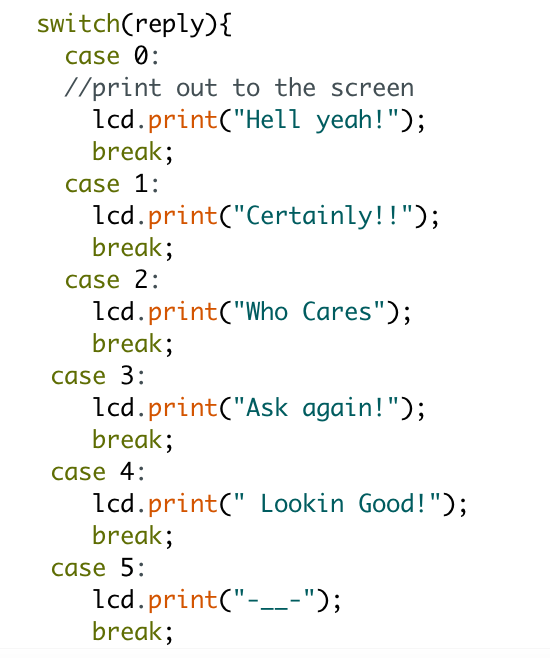 switch(reply){
case 0:
//print out to the screen
lcd.print("Hell yeah!");
break;
case 1:
lcd.print("Certainly!!");
break;
case 2:
lcd.print("Who Cares");
break;
case 3:
lcd.print("Ask again!");
break;
case 4:
lcd.print(" Lookin Good!");
break;
case 5:
lcd.print("-__-");
break;